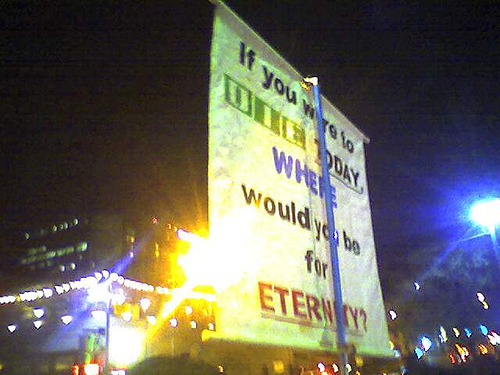 If you were to
DIE TODAY,
WHERE
would you be
for
ETERNITY?